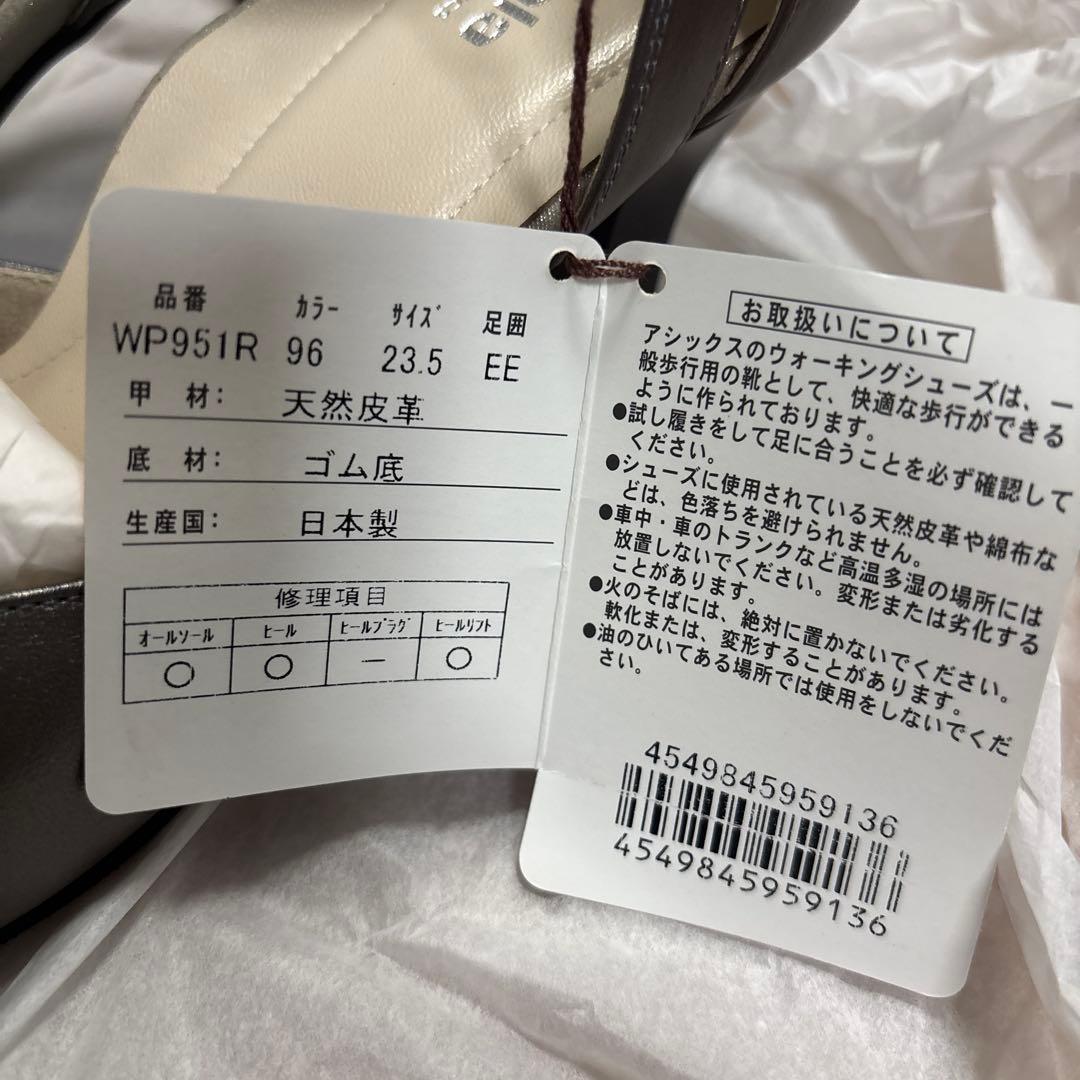 品番 カラー サイズ 足囲
WP951R 96 23.5 EE
甲 材: 天然皮革
底 材: ゴム底
生産国: 日本製
修理項目
オールソール ヒール ヒールプラグ ヒールリフト
○ ○ ー ○
お取扱いについて
アシックスのウォーキングシューズは、一
般歩行用の靴として、快適な歩行ができる
ように作られております。
●試し履きをして足に合うことを必ず確認して
ください。
●シューズに使用されている天然皮革や綿布な
どは、色落ちを避けられません。
●車中・車のトランクなど高温多湿の場所には
放置しないでください。変形または劣化する
ことがあります。
●火のそばには、絶対に置かないでください。
軟化または、変形することがあります。
●油のひいてある場所では使用をしないでくだ
さい。
4549845959136
4549845959136